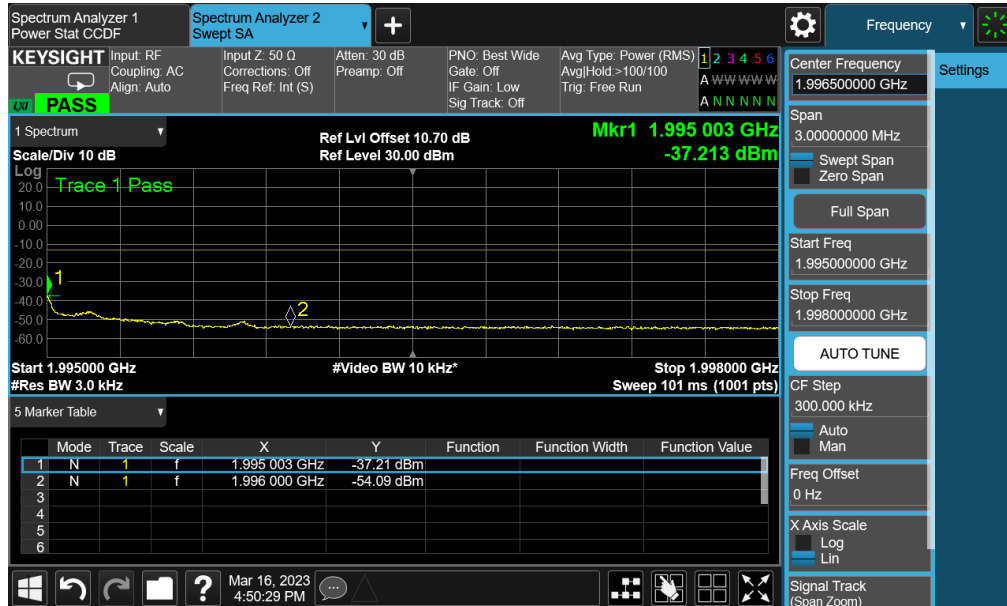 Spectrum Analyzer 1
Power Stat CCDF
Spectrum Analyzer 2
Swept SA
Frequency
KEYSIGHT
Input: RF
Coupling: AC
Align: Auto
Input Z: 50 Ω
Corrections: Off
Freq Ref: Int (S)
Atten: 30 dB
Preamp: Off
PNO: Best Wide
Gate: Off
IF Gain: Low
Sig Track: Off
Avg Type: Power (RMS)
Avg|Hold:>100/100
Trig: Free Run
1 2 3 4 5 6
A W W W W W
A N N N N N
LXI PASS
1 Spectrum
Scale/Div 10 dB
Ref Lvl Offset 10.70 dB
Ref Level 30.00 dBm
Mkr1 1.995 003 GHz
-37.213 dBm
Log
Trace 1 Pass
20.0
10.0
0.00
-10.0
-20.0
-30.0
-40.0
-50.0
-60.0
1
2
Start 1.995000 GHz
#Video BW 10 kHz*
Stop 1.998000 GHz
#Res BW 3.0 kHz
Sweep 101 ms (1001 pts)
5 Marker Table
Mode Trace Scale X Y Function Function Width Function Value
1 N 1 f 1.995 003 GHz -37.21 dBm
2 N 1 f 1.996 000 GHz -54.09 dBm
3
4
5
6
Mar 16, 2023
4:50:29 PM
Center Frequency
1.996500000 GHz
Settings
Span
3.00000000 MHz
Swept Span
Zero Span
Full Span
Start Freq
1.995000000 GHz
Stop Freq
1.998000000 GHz
AUTO TUNE
CF Step
300.000 kHz
Auto
Man
Freq Offset
0 Hz
X Axis Scale
Log
Lin
Signal Track
(Span Zoom)